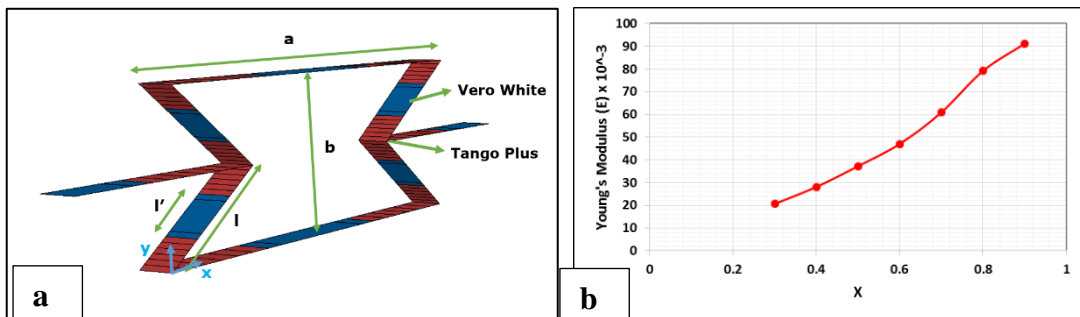 a
Vero White
b
Tango Plus
l'
l
y
x
a
Young's Modulus (E) x 10^-3
100
90
80
70
60
50
40
30
20
10
0
0 0.2 0.4 0.6 0.8 1
X
b